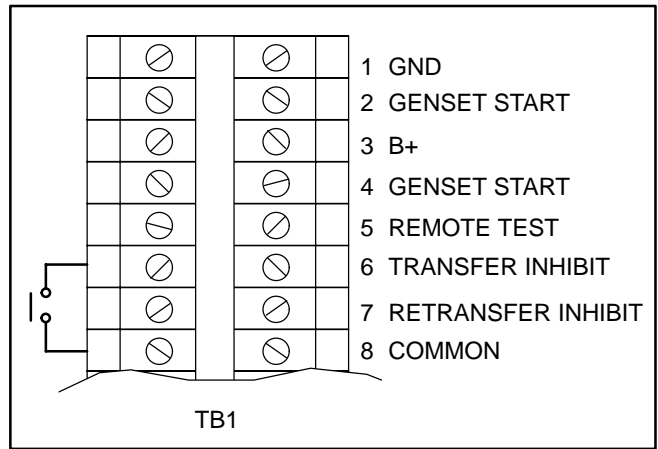 1 GND
2 GENSET START
3 B+
4 GENSET START
5 REMOTE TEST
6 TRANSFER INHIBIT
7 RETRANSFER INHIBIT
8 COMMON
TB1